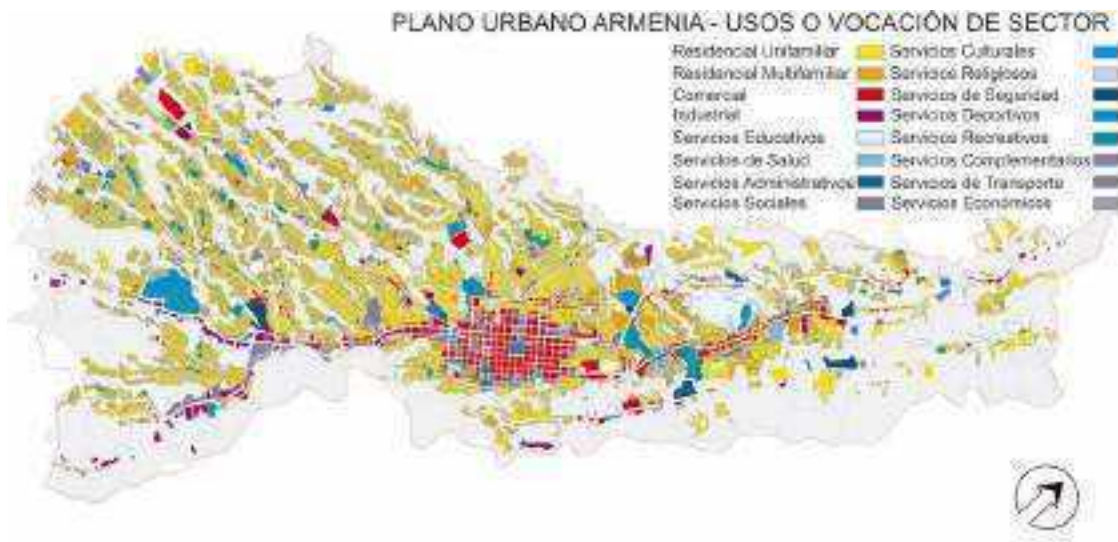 PLANO URBANO ARMENIA - USOS O VOCACIÓN DE SECTOR
Residencial Unifamiliar
Residencial Multifamiliar
Comercial
Industrial
Servicios Educativos
Servicios de Salud
Servicios Administrativos
Servicios Sociales
Servicios Culturales
Servicios Religiosos
Servicios de Seguridad
Servicios Deportivos
Servicios Recreativos
Servicios Complementarios
Servicios de Transporte
Servicios Económicos